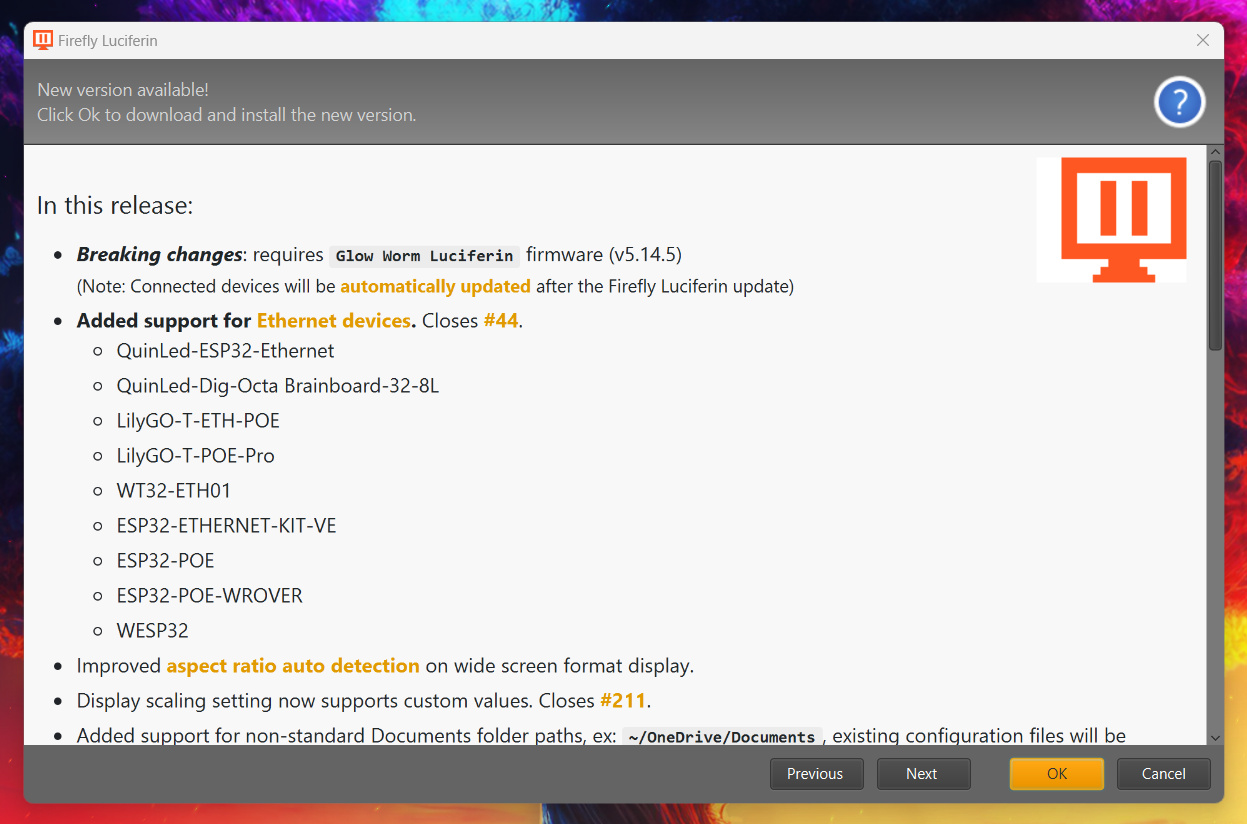 Firefly Luciferin
New version available!
Click Ok to download and install the new version.
?
In this release:
Breaking changes: requires Glow Worm Luciferin firmware (v5.14.5)
(Note: Connected devices will be automatically updated after the Firefly Luciferin update)
Added support for Ethernet devices. Closes #44.
QuinLed-ESP32-Ethernet
QuinLed-Dig-Octa Brainboard-32-8L
LilyGO-T-ETH-POE
LilyGO-T-POE-Pro
WT32-ETH01
ESP32-ETHERNET-KIT-VE
ESP32-POE
ESP32-POE-WROVER
WESP32
Improved aspect ratio auto detection on wide screen format display.
Display scaling setting now supports custom values. Closes #211.
Added support for non-standard Documents folder paths, ex: ~/OneDrive/Documents, existing configuration files will be
Previous Next OK Cancel